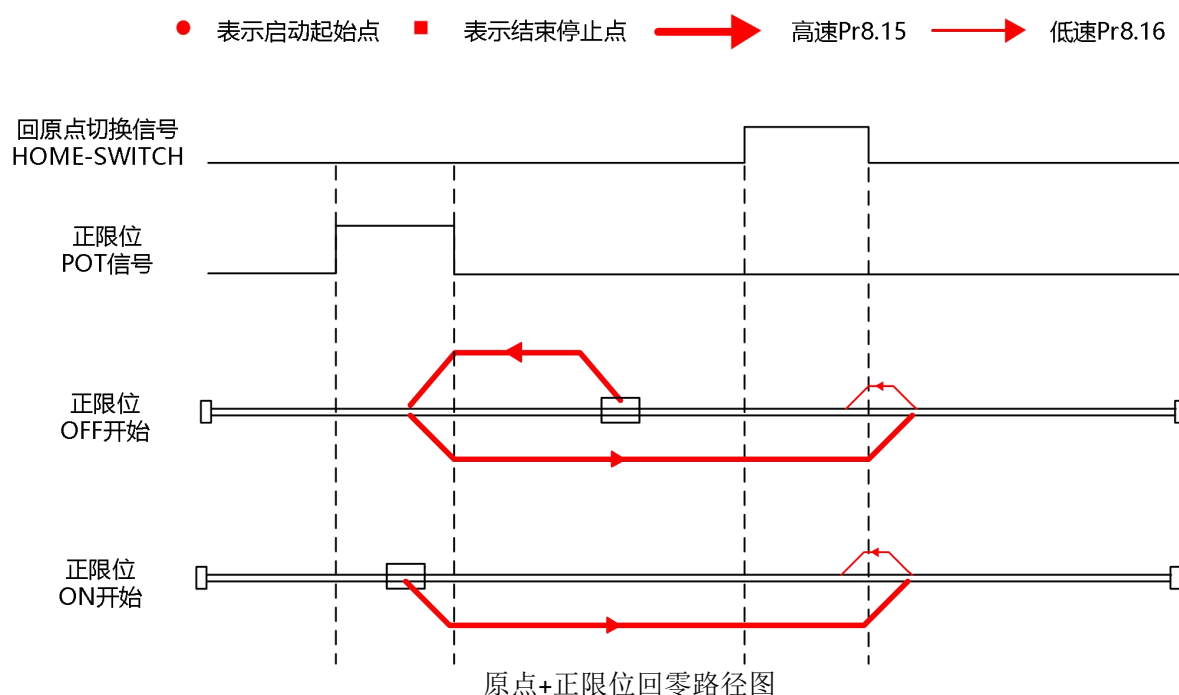 表示启动起始点 表示结束停止点 高速Pr8.15 低速Pr8.16
回原点切换信号
HOME-SWITCH
正限位
POT信号
正限位
OFF开始
正限位
ON开始
原点+正限位回零路径图